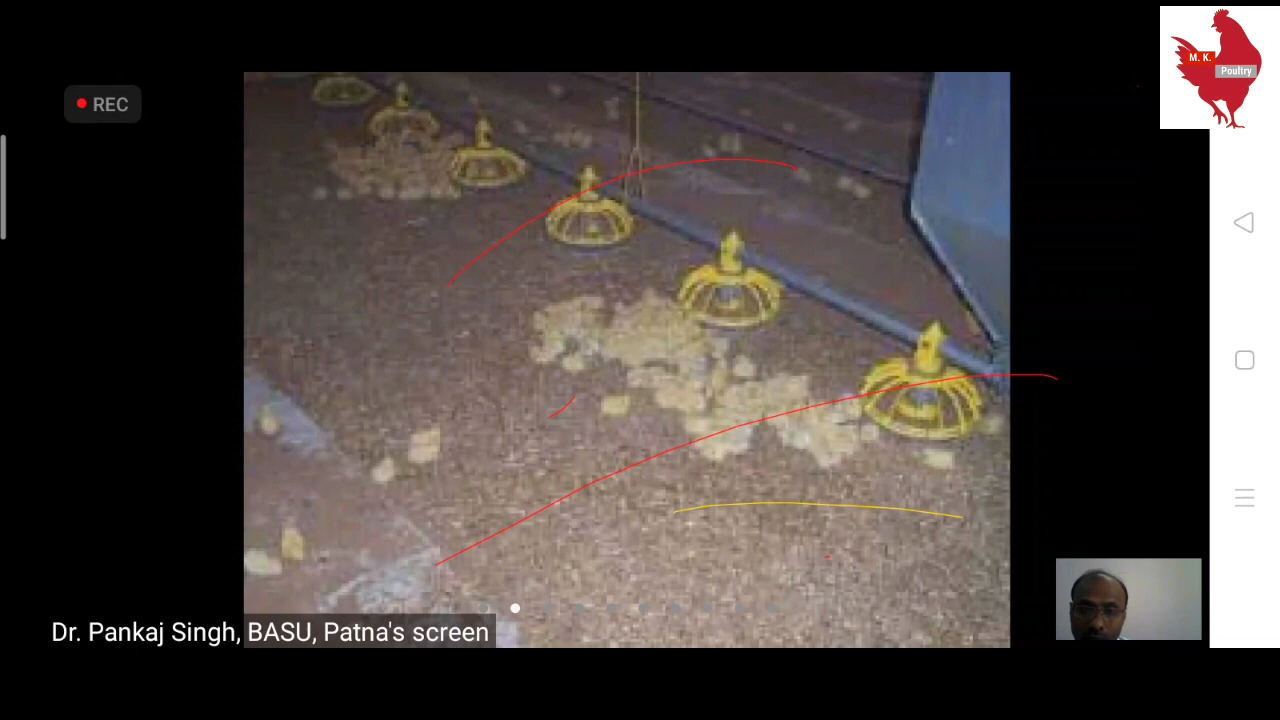 REC
M. K.
Poultry
Dr. Pankaj Singh, BASU, Patna's screen